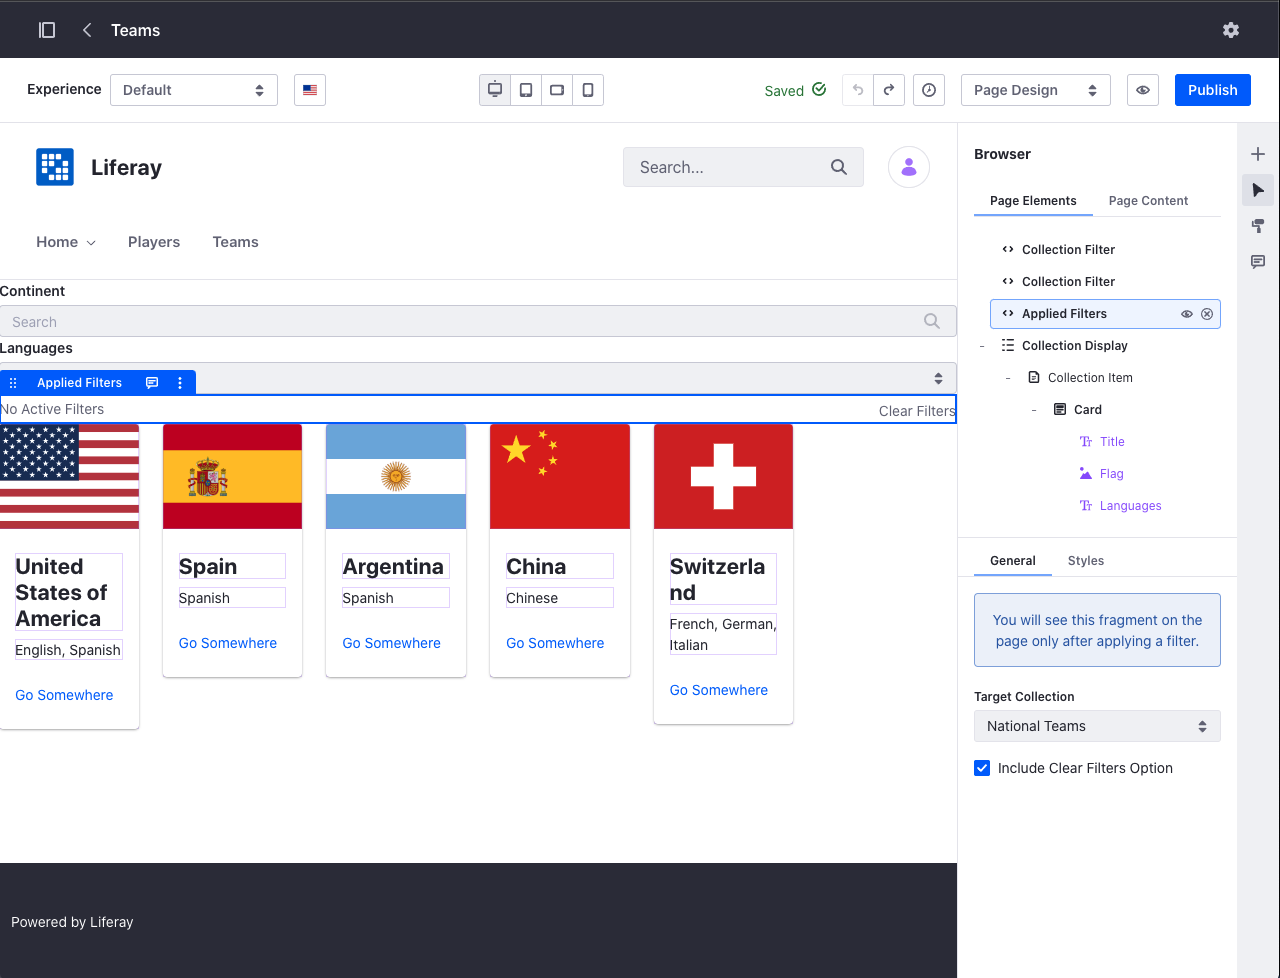 Teams
Experience
Default
Saved
Page Design
Publish
Liferay
Search...
Home
Players
Teams
Continent
Search
Languages
Applied Filters
No Active Filters
Clear Filters
United
States of
America
English, Spanish
Go Somewhere
Spain
Spanish
Go Somewhere
Argentina
Spanish
Go Somewhere
China
Chinese
Go Somewhere
Switzerla
nd
French, German,
Italian
Go Somewhere
Powered by Liferay
Browser
Page Elements
Page Content
Collection Filter
Collection Filter
Applied Filters
- Collection Display
- Collection Item
- Card
Title
Flag
Languages
General
Styles
You will see this fragment on the
page only after applying a filter.
Target Collection
National Teams
Include Clear Filters Option